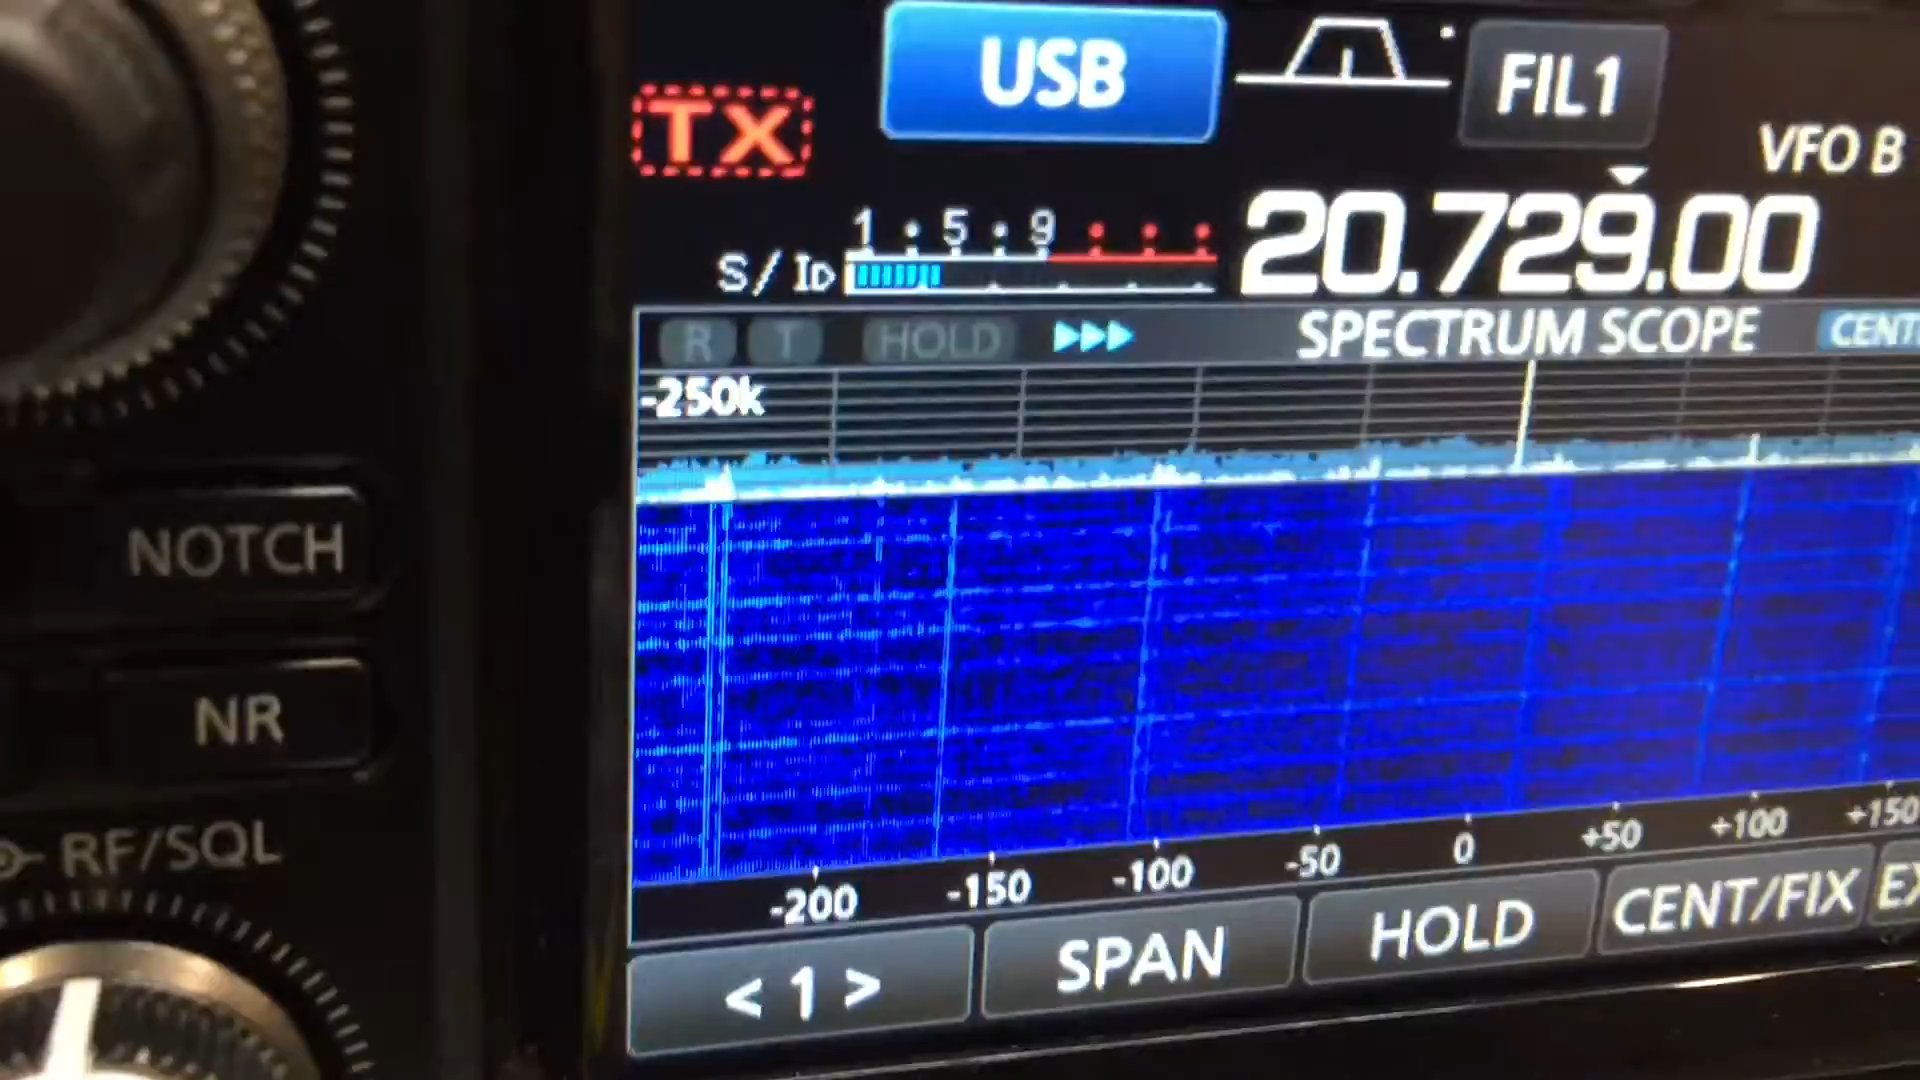 USB
FIL1
TX
VFO B
1 5 9
S/ID
20.729.00
R T HOLD SPECTRUM SCOPE
-250k
NOTCH
NR
RF/SQL
-200 -150 -100 -50 0 +50 +100 +150
< 1 > SPAN HOLD CENT/FIX